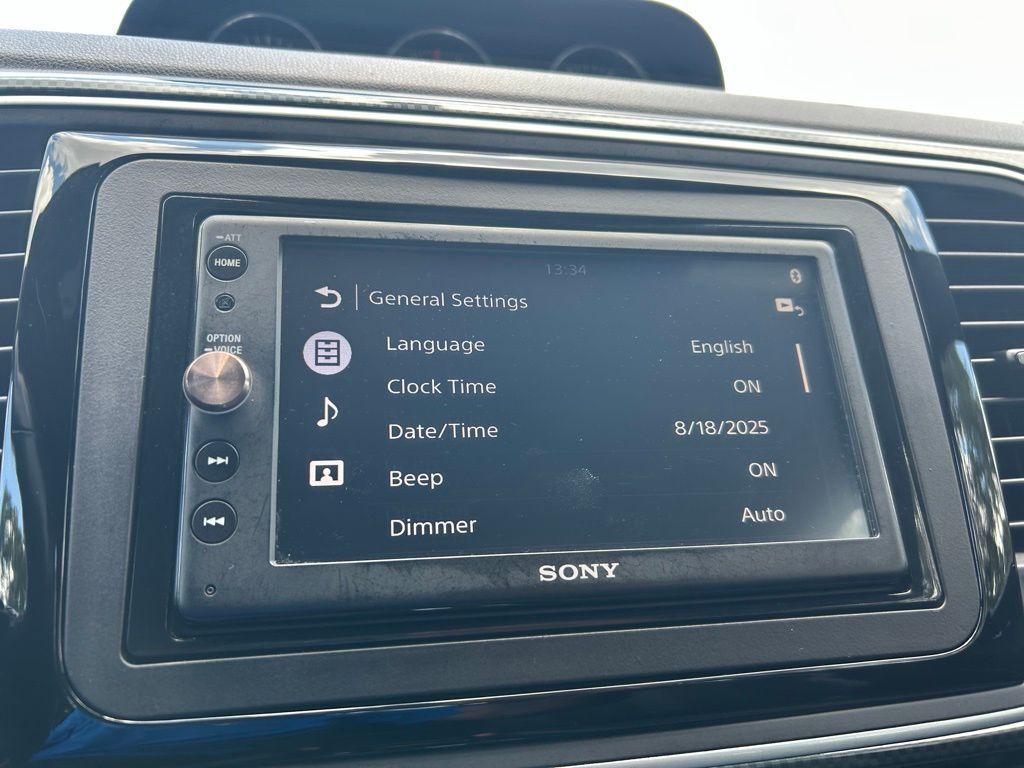 ATT
HOME
OPTION
VOICE
13:34
General Settings
Language English
Clock Time ON
Date/Time 8/18/2025
Beep ON
Dimmer Auto
SONY